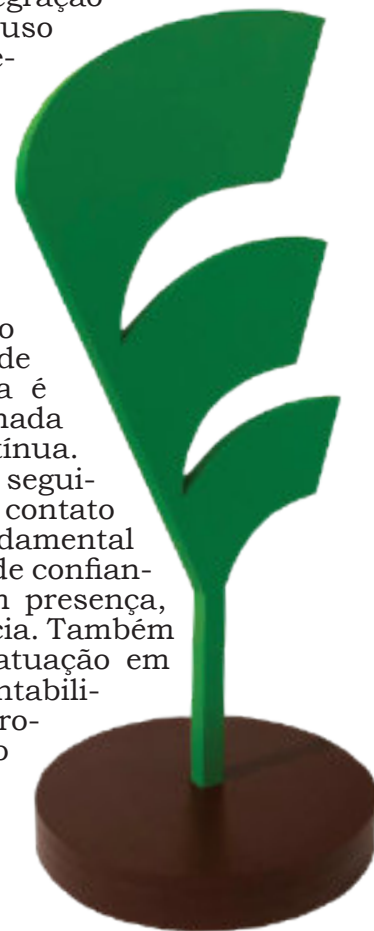 egração
uso
e-
o
de
a é
nada
tínua.
segui-
contato
damental
de confian-
m presença,
cia. Também
atuação em
ntabili-
ro-
o